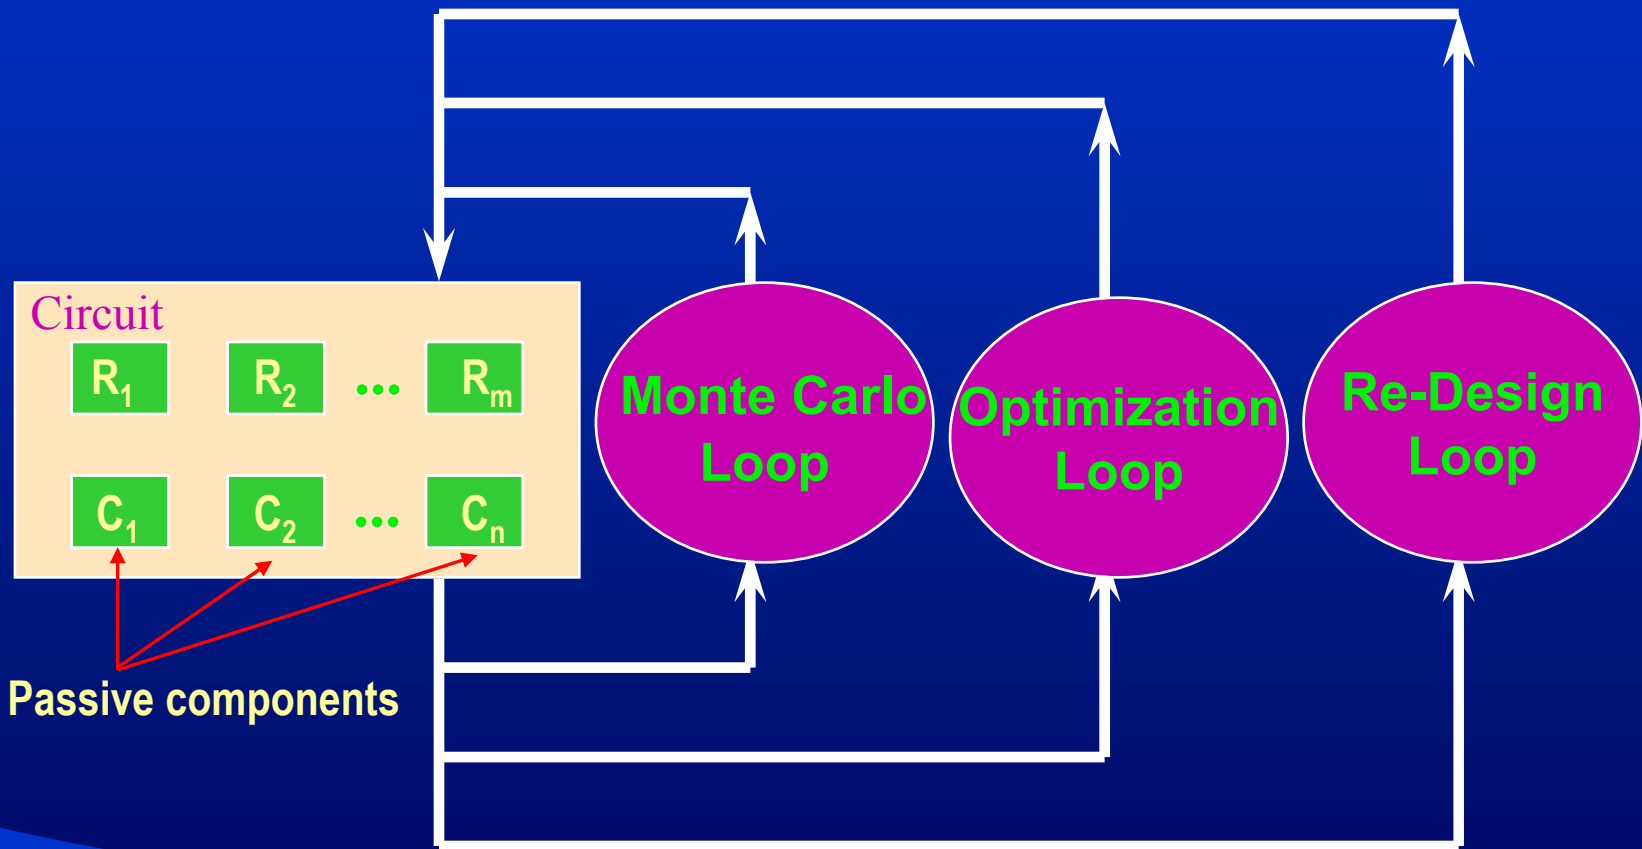 Circuit
R1 R2 ... Rm
C1 C2 ... Cn
Passive components
Monte Carlo
Loop
Optimization
Loop
Re-Design
Loop